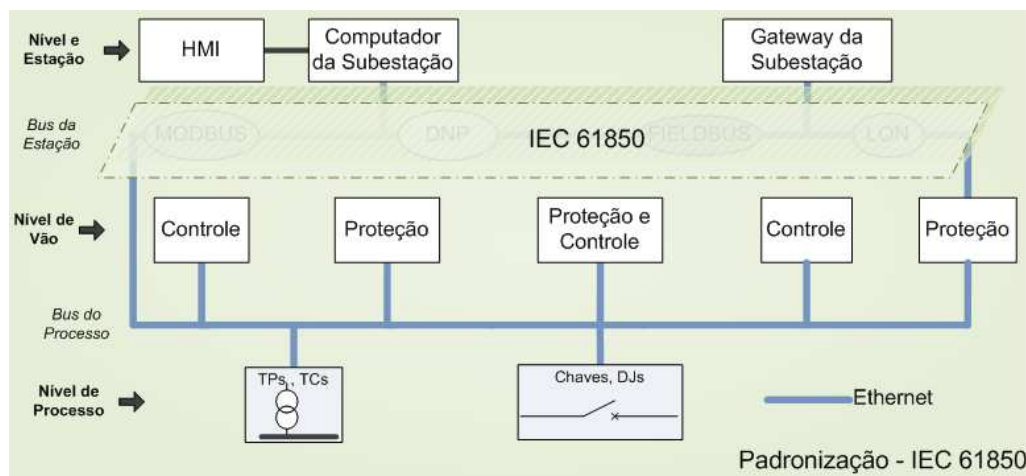 Nível e
Estação
HMI
Computador
da Subestação
Gateway da
Subestação
Bus da
Estação
MODBUS
DNP
IEC 61850
FIELDBUS
LON
Nível de
Vão
Controle
Proteção
Proteção e
Controle
Controle
Proteção
Bus do
Processo
Nível de
Processo
TPs, TCs
Chaves, DJs
Ethernet
Padronização - IEC 61850